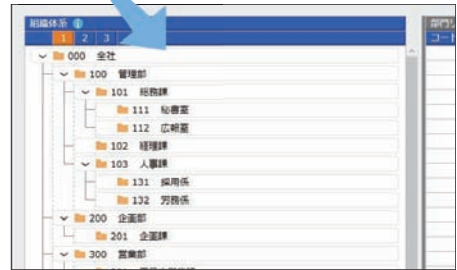 組織体系
部門リ
1 2 3
コード
000 全社
100 管理部
101 総務課
111 秘書室
112 広報室
102 経理課
103 人事課
131 採用係
132 労務係
200 企画部
201 企画課
300 営業部